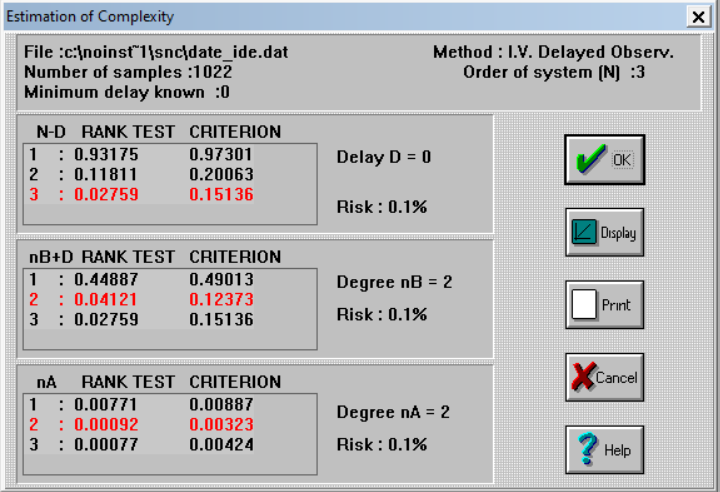 Estimation of Complexity
File :c:\noinst~1\snc\date_ide.dat Method : I.V. Delayed Observ.
Number of samples :1022 Order of system (N) :3
Minimum delay known :0
N-D RANK TEST CRITERION
1 : 0.93175 0.97301
2 : 0.11811 0.20063
3 : 0.02759 0.15136
Delay D = 0
Risk : 0.1%
nB+D RANK TEST CRITERION
1 : 0.44887 0.49013
2 : 0.04121 0.12373
3 : 0.02759 0.15136
Degree nB = 2
Risk : 0.1%
nA RANK TEST CRITERION
1 : 0.00771 0.00887
2 : 0.00092 0.00323
3 : 0.00077 0.00424
Degree nA = 2
Risk : 0.1%
OK
Display
Print
Cancel
Help